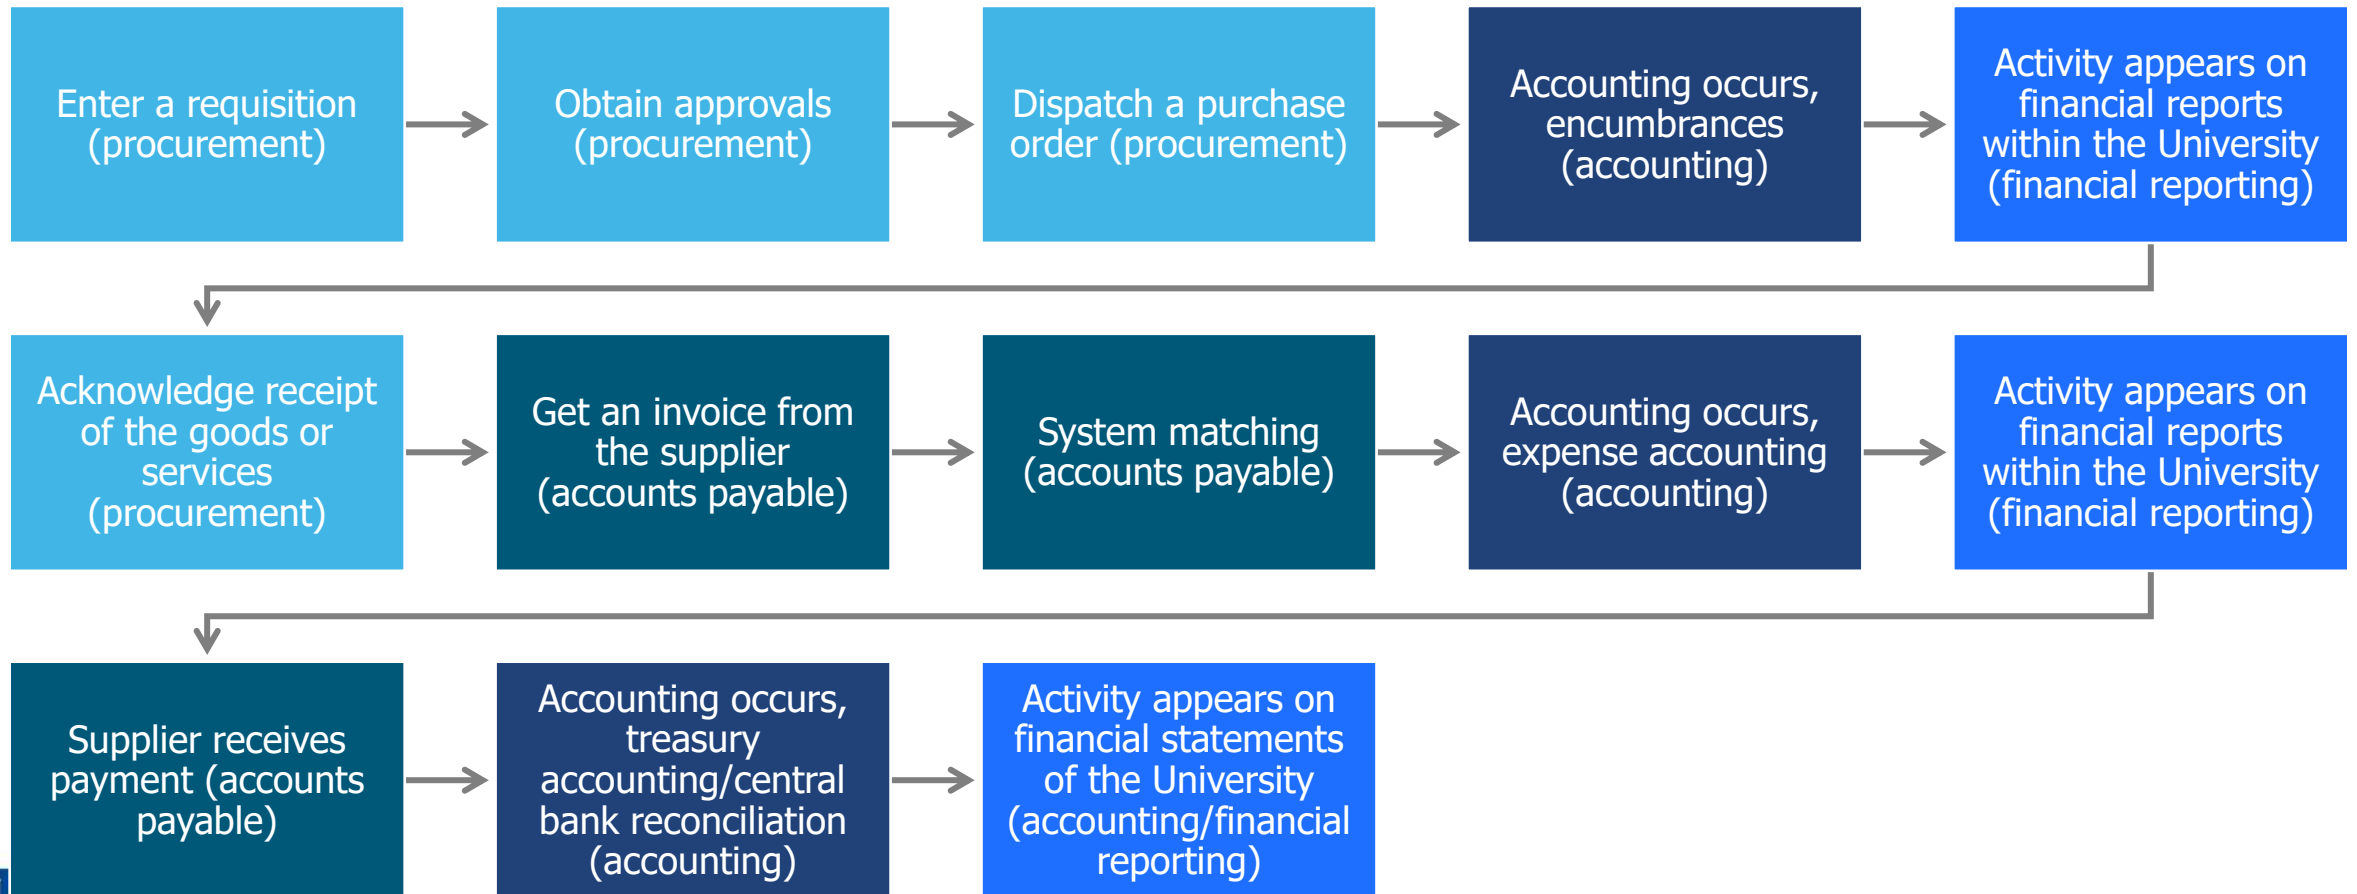 Enter a requisition
(procurement)
Obtain approvals
(procurement)
Dispatch a purchase
order (procurement)
Accounting occurs,
encumbrances
(accounting)
Activity appears on
financial reports
within the University
(financial reporting)
Acknowledge receipt
of the goods or
services
(procurement)
Get an invoice from
the supplier
(accounts payable)
System matching
(accounts payable)
Accounting occurs,
expense accounting
(accounting)
Activity appears on
financial reports
within the University
(financial reporting)
Supplier receives
payment (accounts
payable)
Accounting occurs,
treasury
accounting/central
bank reconciliation
(accounting)
Activity appears on
financial statements
of the University
(accounting/financial
reporting)